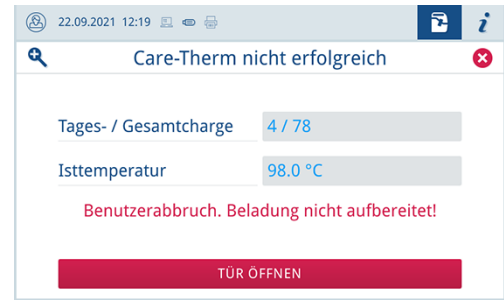 22.09.2021 12:19
i
Care-Therm nicht erfolgreich
Tages- / Gesamtcharge 4 / 78
Isttemperatur 98.0 °C
Benutzerabbruch. Beladung nicht aufbereitet!
TÜR ÖFFNEN